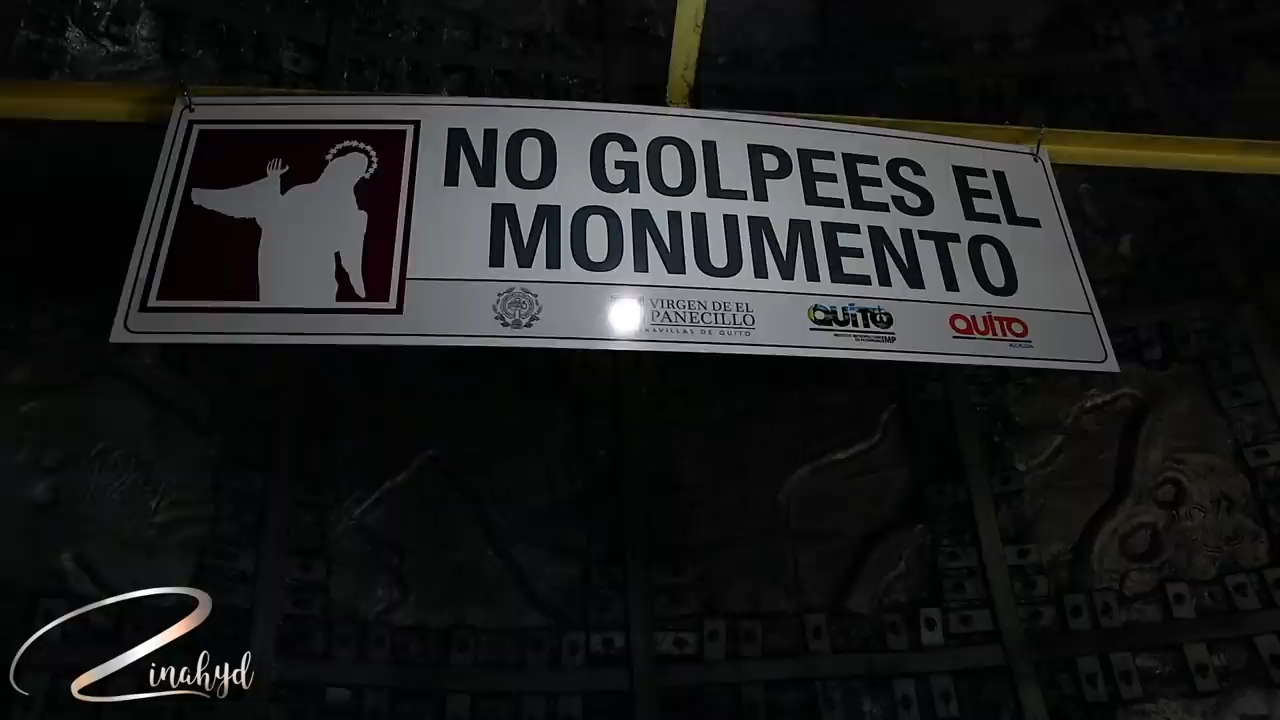 NO GOLPEES EL
MONUMENTO
VIRGEN DE EL
PANECILLO
QUITO
QUITO
Zinahyd